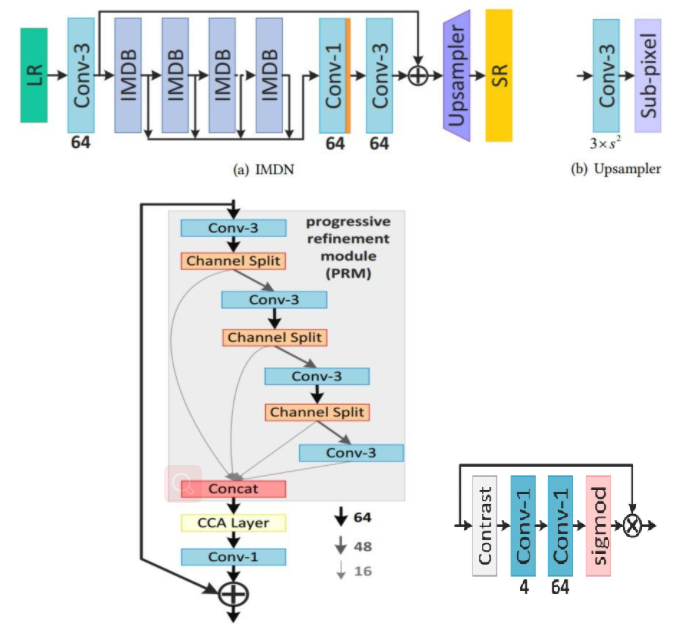 LR
Conv-3
64
IMDB
IMDB
IMDB
IMDB
Conv-1
64
Conv-3
64
Upsampler
SR
(a) IMDN
Conv-3
3×s²
Sub-pixel
(b) Upsampler
progressive
refinement
module
(PRM)
Conv-3
Channel Split
Conv-3
Channel Split
Conv-3
Channel Split
Conv-3
Concat
CCA Layer
Conv-1
64
48
16
Contrast
Conv-1
4
Conv-1
64
sigmod